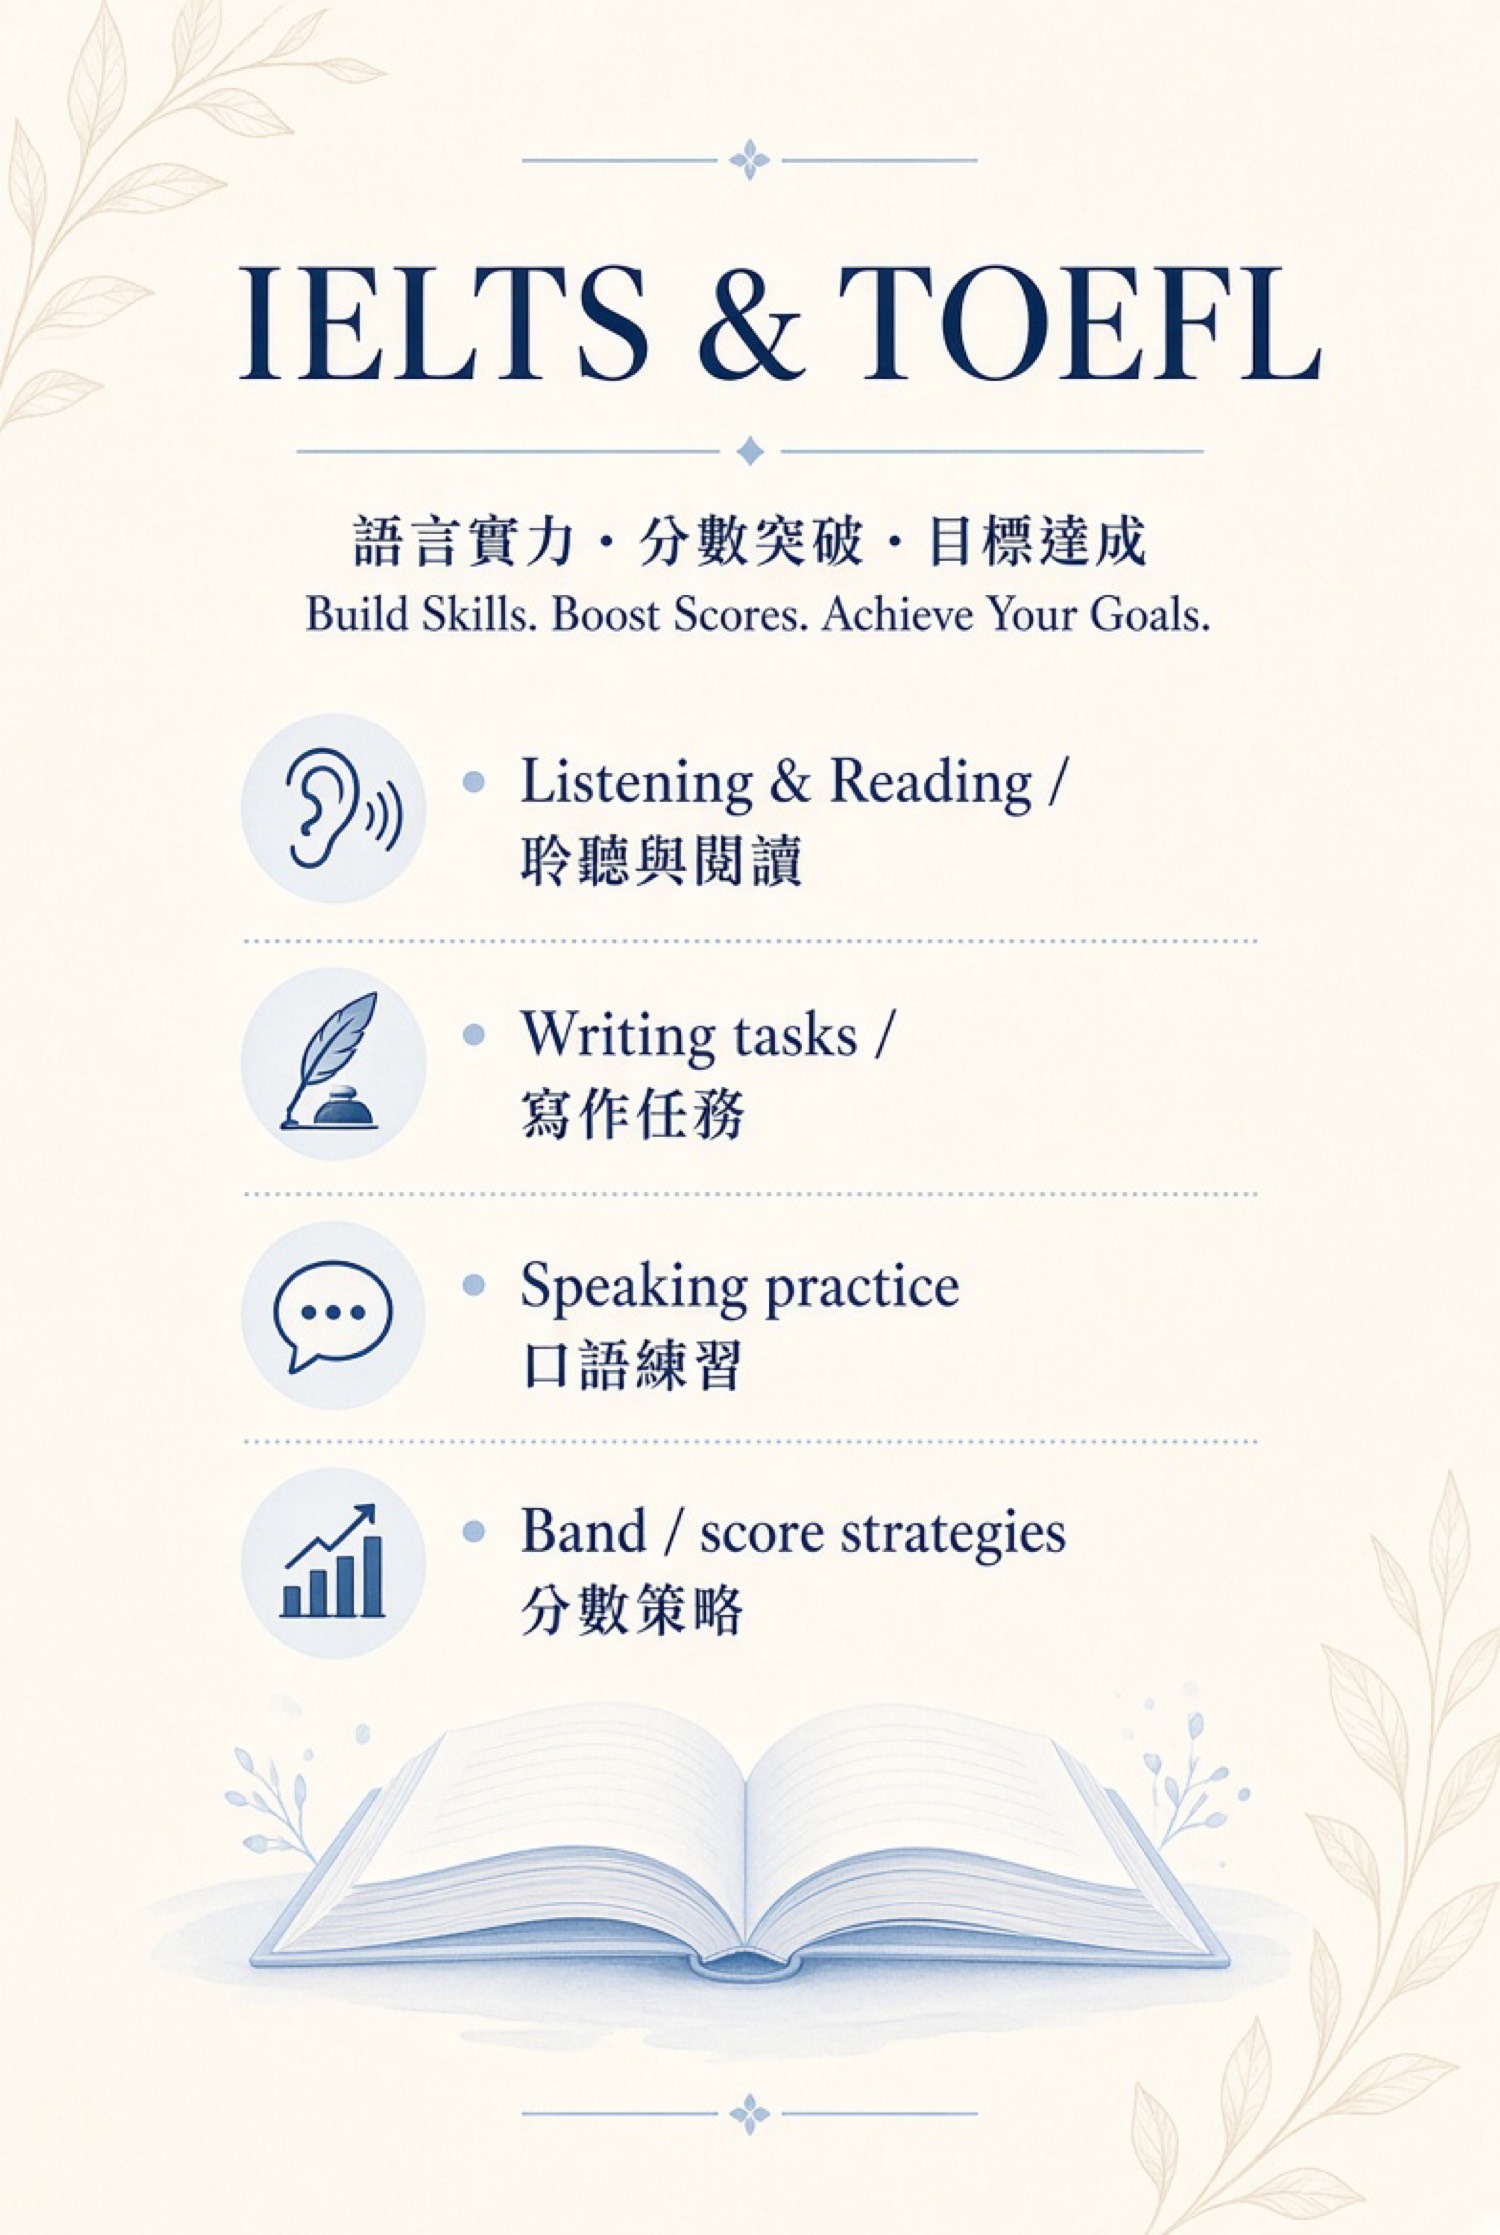 IELTS & TOEFL
語言實力・分數突破・目標達成
Build Skills. Boost Scores. Achieve Your Goals.
• Listening & Reading /
聆聽與閱讀
• Writing tasks /
寫作任務
• Speaking practice
口語練習
• Band / score strategies
分數策略